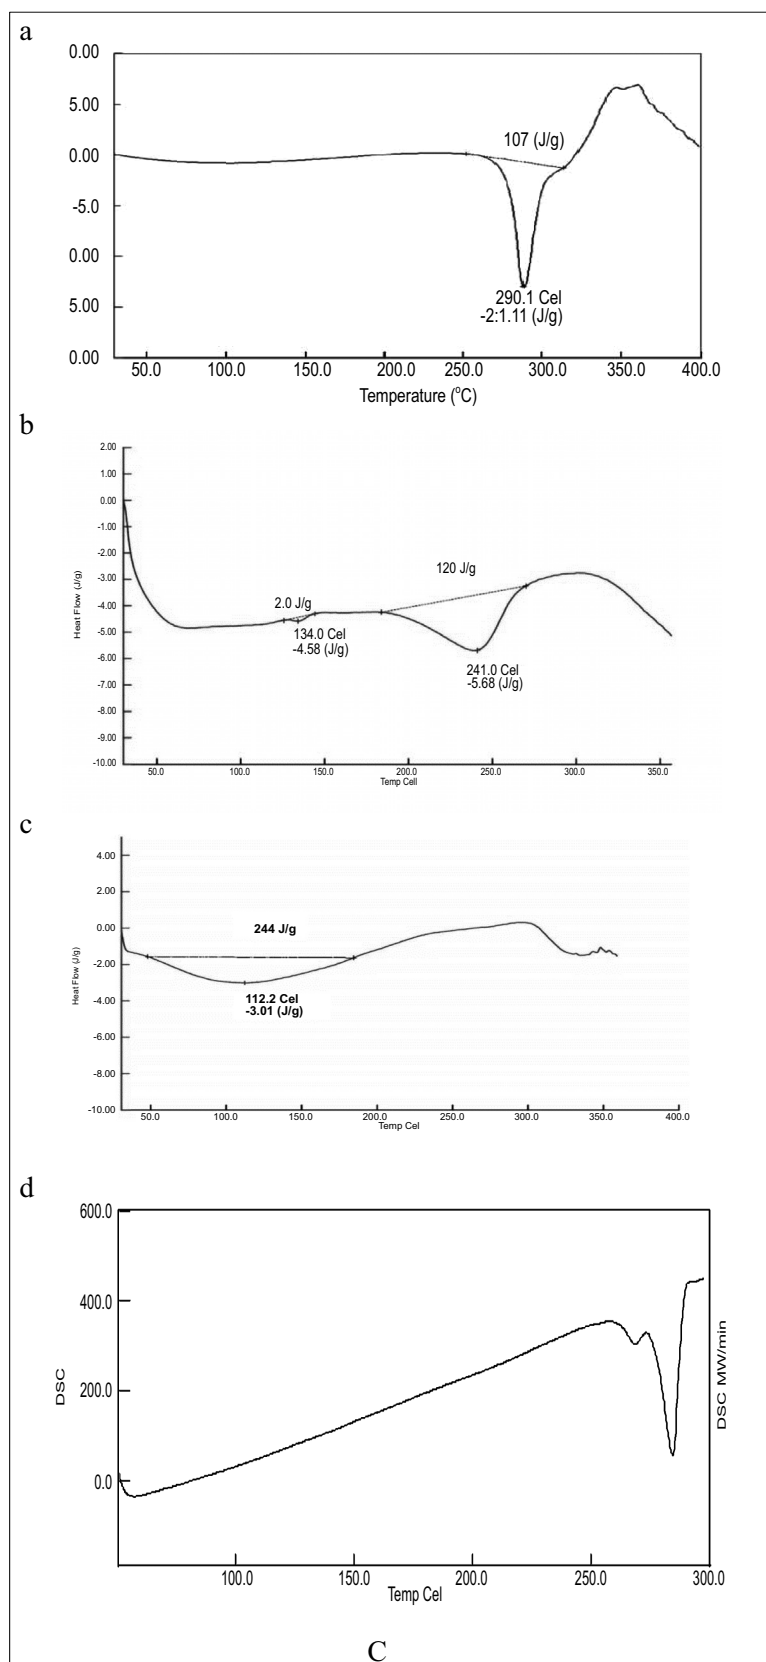 a
0.00
5.00
0.00
-5.0
0.00
5.00
0.00
107 (J/g)
290.1 Cel
-2:1.11 (J/g)
50.0 100.0 150.0 200.0 250.0 300.0 350.0 400.0
Temperature (°C)
b
2.00
1.00
0.00
-1.00
-2.00
-3.00
-4.00
-5.00
-6.00
-7.00
-8.00
-9.00
-10.00
Heat Flow (J/g)
2.0 J/g
134.0 Cel
-4.58 (J/g)
120 J/g
241.0 Cel
-5.68 (J/g)
50.0 100.0 150.0 200.0 250.0 300.0 350.0
Temp Cell
c
4.00
2.00
0.00
-2.00
-4.00
-6.00
-8.00
-10.00
Heat Flow (J/g)
244 J/g
112.2 Cel
-3.01 (J/g)
50.0 100.0 150.0 200.0 250.0 300.0 350.0 400.0
Temp Cel
d
600.0
400.0
200.0
0.0
DSC
DSC MW/min
100.0 150.0 200.0 250.0 300.0
Temp Cel
C